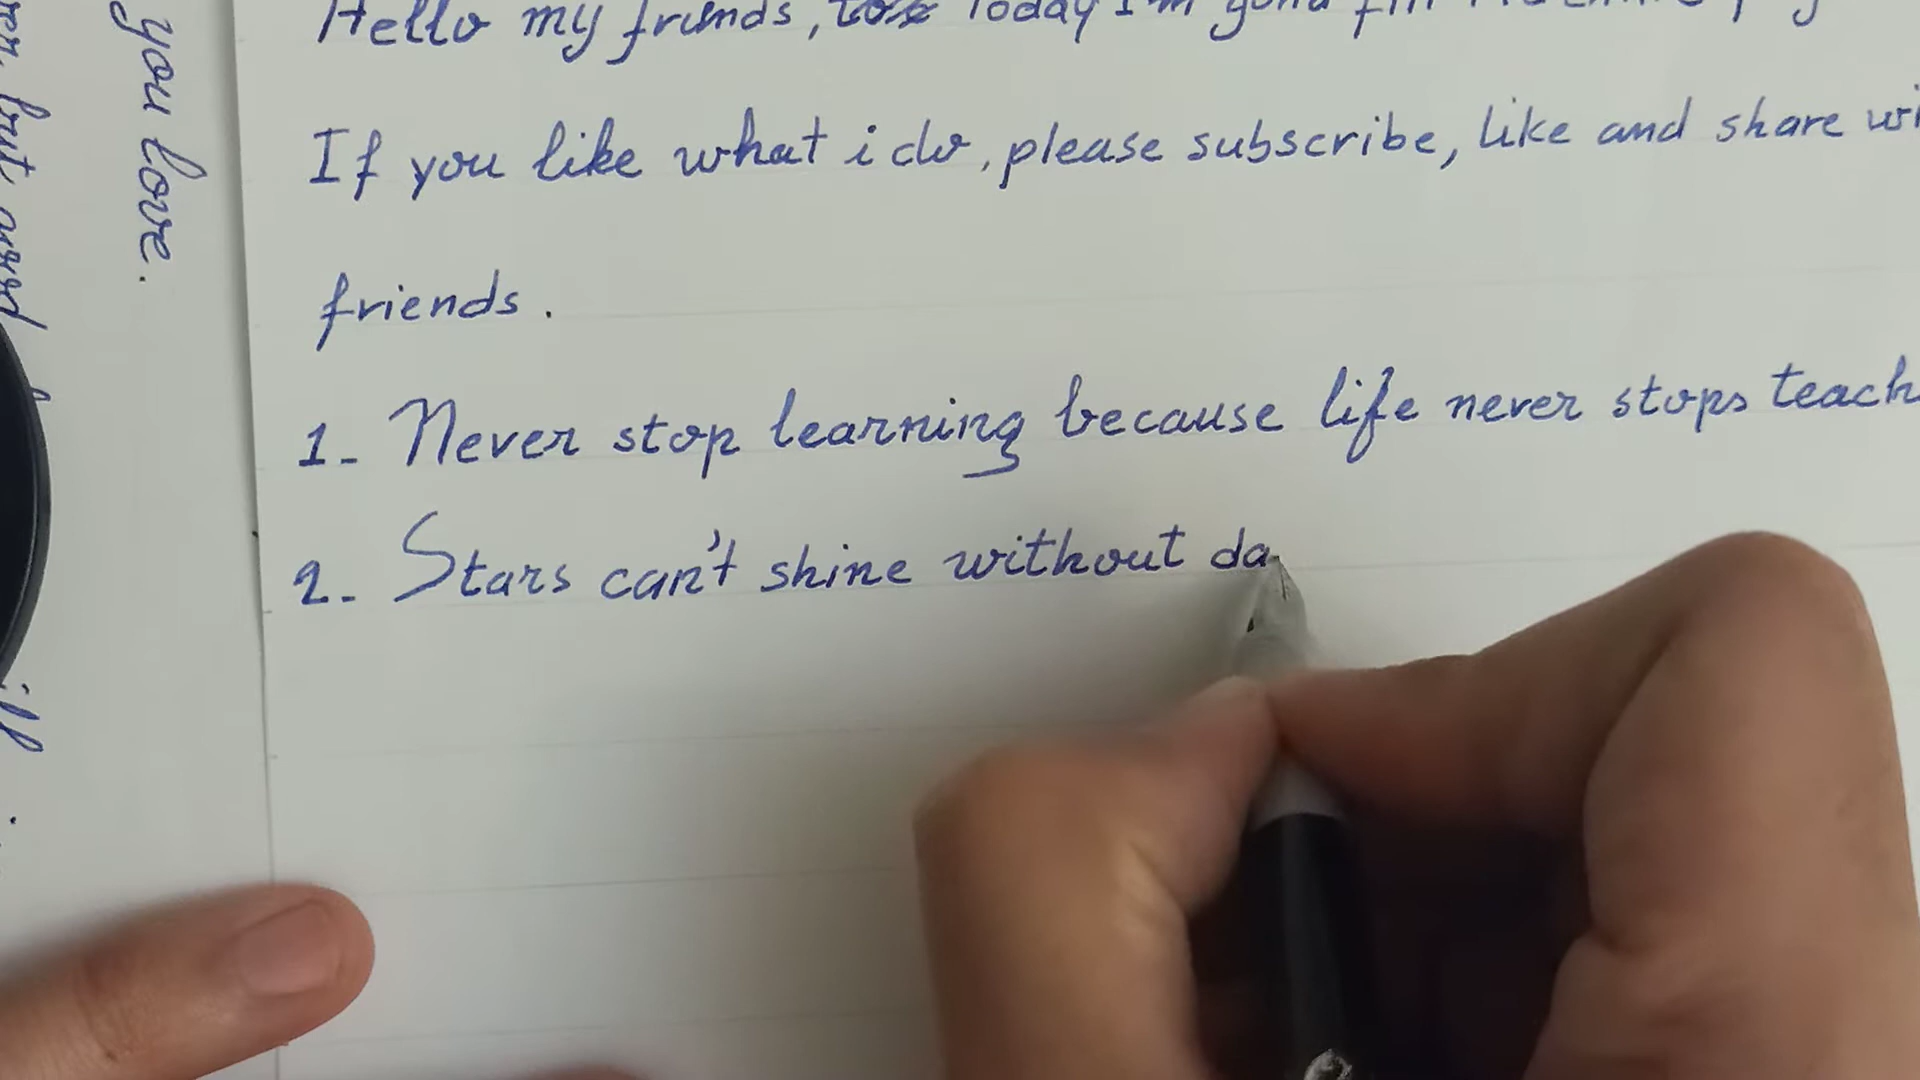 you love.
Hello my friends, Today I'm gona
If you like what i do, please subscribe, like and share
friends.
1- Never stop learning because life never stops teach
2- Stars can't shine without da